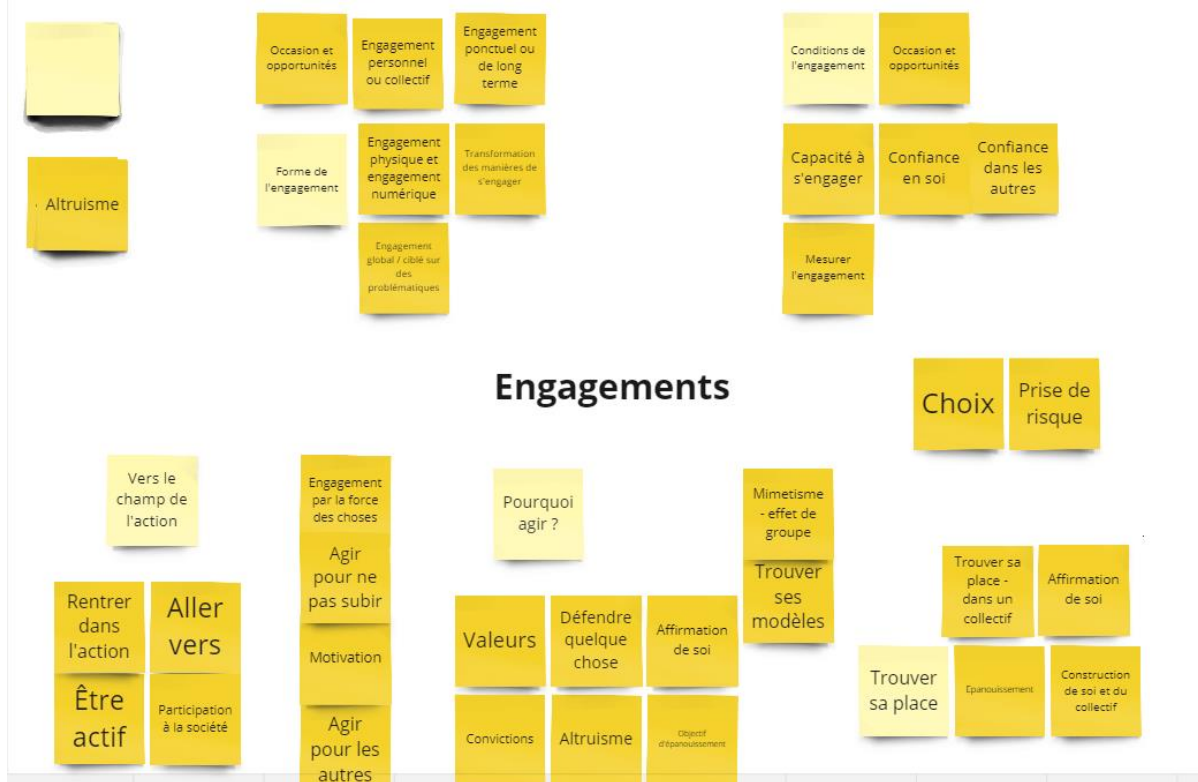 Altruisme
Occasion et
opportunités
Engagement
personnel
ou collectif
Engagement
ponctuel ou
de long
terme
Forme de
l'engagement
Engagement
physique et
engagement
numérique
Transformation
des manières de
s'engager
Engagement
global / ciblé sur
des
problématiques
Conditions de
l'engagement
Occasion et
opportunités
Capacité à
s'engager
Confiance
en soi
Confiance
dans les
autres
Mesurer
l'engagement
Engagements
Choix
Prise de
risque
Vers le
champ de
l'action
Rentrer
dans
l'action
Aller
vers
Être
actif
Participation
à la société
Engagement
par la force
des choses
Agir
pour ne
pas subir
Motivation
Agir
pour les
autres
Pourquoi
agir ?
Valeurs
Défendre
quelque
chose
Affirmation
de soi
Convictions
Altruisme
Objectif
d'épanouissement
Mimetisme
- effet de
groupe
Trouver
ses
modèles
Trouver sa
place -
dans un
collectif
Affirmation
de soi
Trouver
sa place
Epanouissement
Construction
de soi et du
collectif